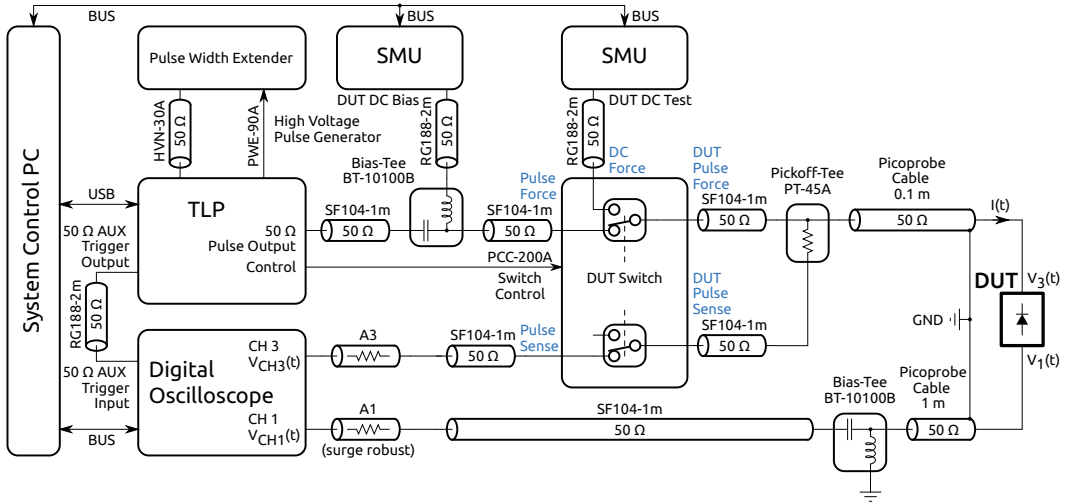 BUS
BUS
BUS
System Control PC
Pulse Width Extender
SMU
SMU
DUT DC Bias
DUT DC Test
HVN-30A
50 Ω
PWE-90A
High Voltage
Pulse Generator
RG188-2m
50 Ω
RG188-2m
50 Ω
Bias-Tee
BT-10100B
Pulse
Force
DC
Force
DUT
Pulse
Force
Pickoff-Tee
PT-45A
Picoprobe
Cable
0.1 m
USB
TLP
50 Ω
Pulse Output
Control
SF104-1m
50 Ω
SF104-1m
50 Ω
SF104-1m
50 Ω
50 Ω
I(t)
50 Ω AUX
Trigger
Output
PCC-200A
Switch
Control
DUT Switch
DUT
Pulse
Sense
DUT
V3(t)
V1(t)
GND
RG188-2m
50 Ω
50 Ω AUX
Trigger
Input
Digital
Oscilloscope
CH 3
VCH3(t)
CH 1
VCH1(t)
A3
SF104-1m
50 Ω
Pulse
Sense
SF104-1m
50 Ω
BUS
A1
(surge robust)
SF104-1m
50 Ω
Bias-Tee
BT-10100B
Picoprobe
Cable
1 m
50 Ω